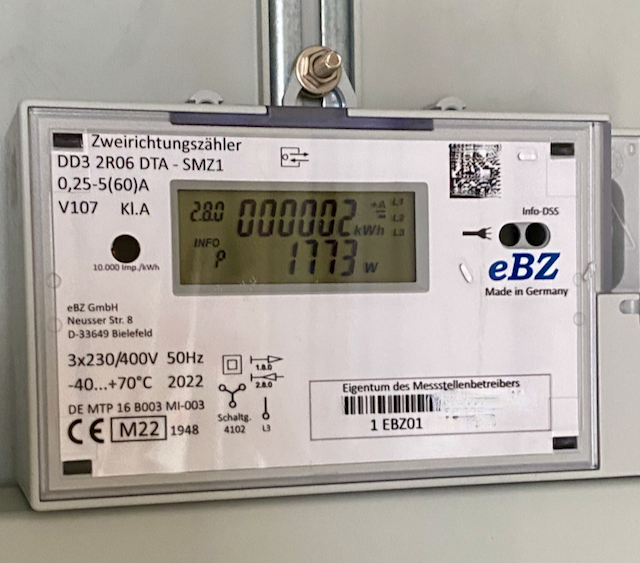 Zweirichtungszähler
DD3 2R06 DTA - SMZ1
0,25-5(60)A
V107 Kl.A
10.000 Imp./kWh
2.8.0 000002 kWh
+A
L1
L2
L3
INFO
P 1773 W
Info-DSS
eBZ
Made in Germany
eBZ GmbH
Neusser Str. 8
D-33649 Bielefeld
3x230/400V 50Hz
-40...+70°C 2022
DE MTP 16 B003 MI-003
CE M22 1948
1.8.0
2.8.0
Schaltg.
4102
L3
Eigentum des Messstellenbetreibers
1 EBZ01